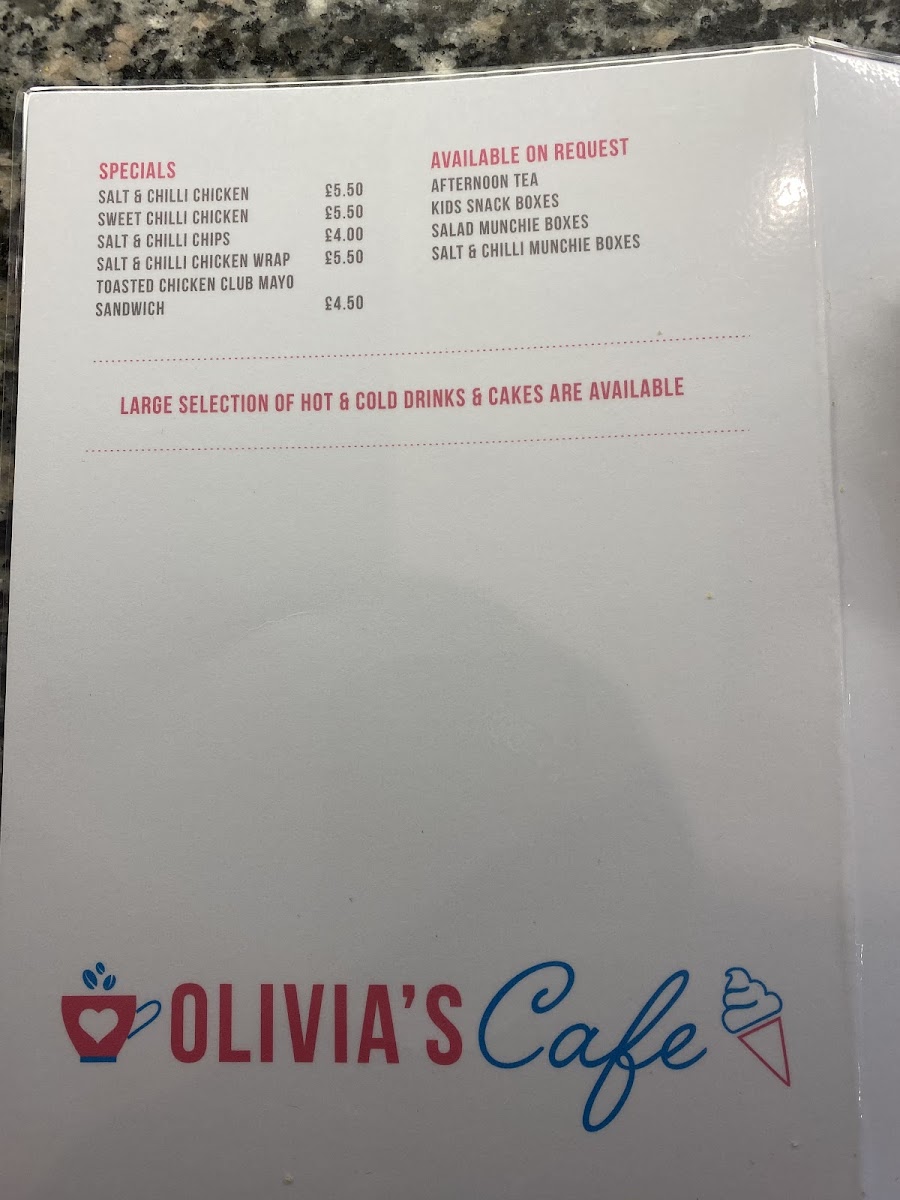 SPECIALS
SALT & CHILLI CHICKEN £5.50
SWEET CHILLI CHICKEN £5.50
SALT & CHILLI CHIPS £4.00
SALT & CHILLI CHICKEN WRAP £5.50
TOASTED CHICKEN CLUB MAYO
SANDWICH £4.50
AVAILABLE ON REQUEST
AFTERNOON TEA
KIDS SNACK BOXES
SALAD MUNCHIE BOXES
SALT & CHILLI MUNCHIE BOXES
LARGE SELECTION OF HOT & COLD DRINKS & CAKES ARE AVAILABLE
OLIVIA'S Cafe